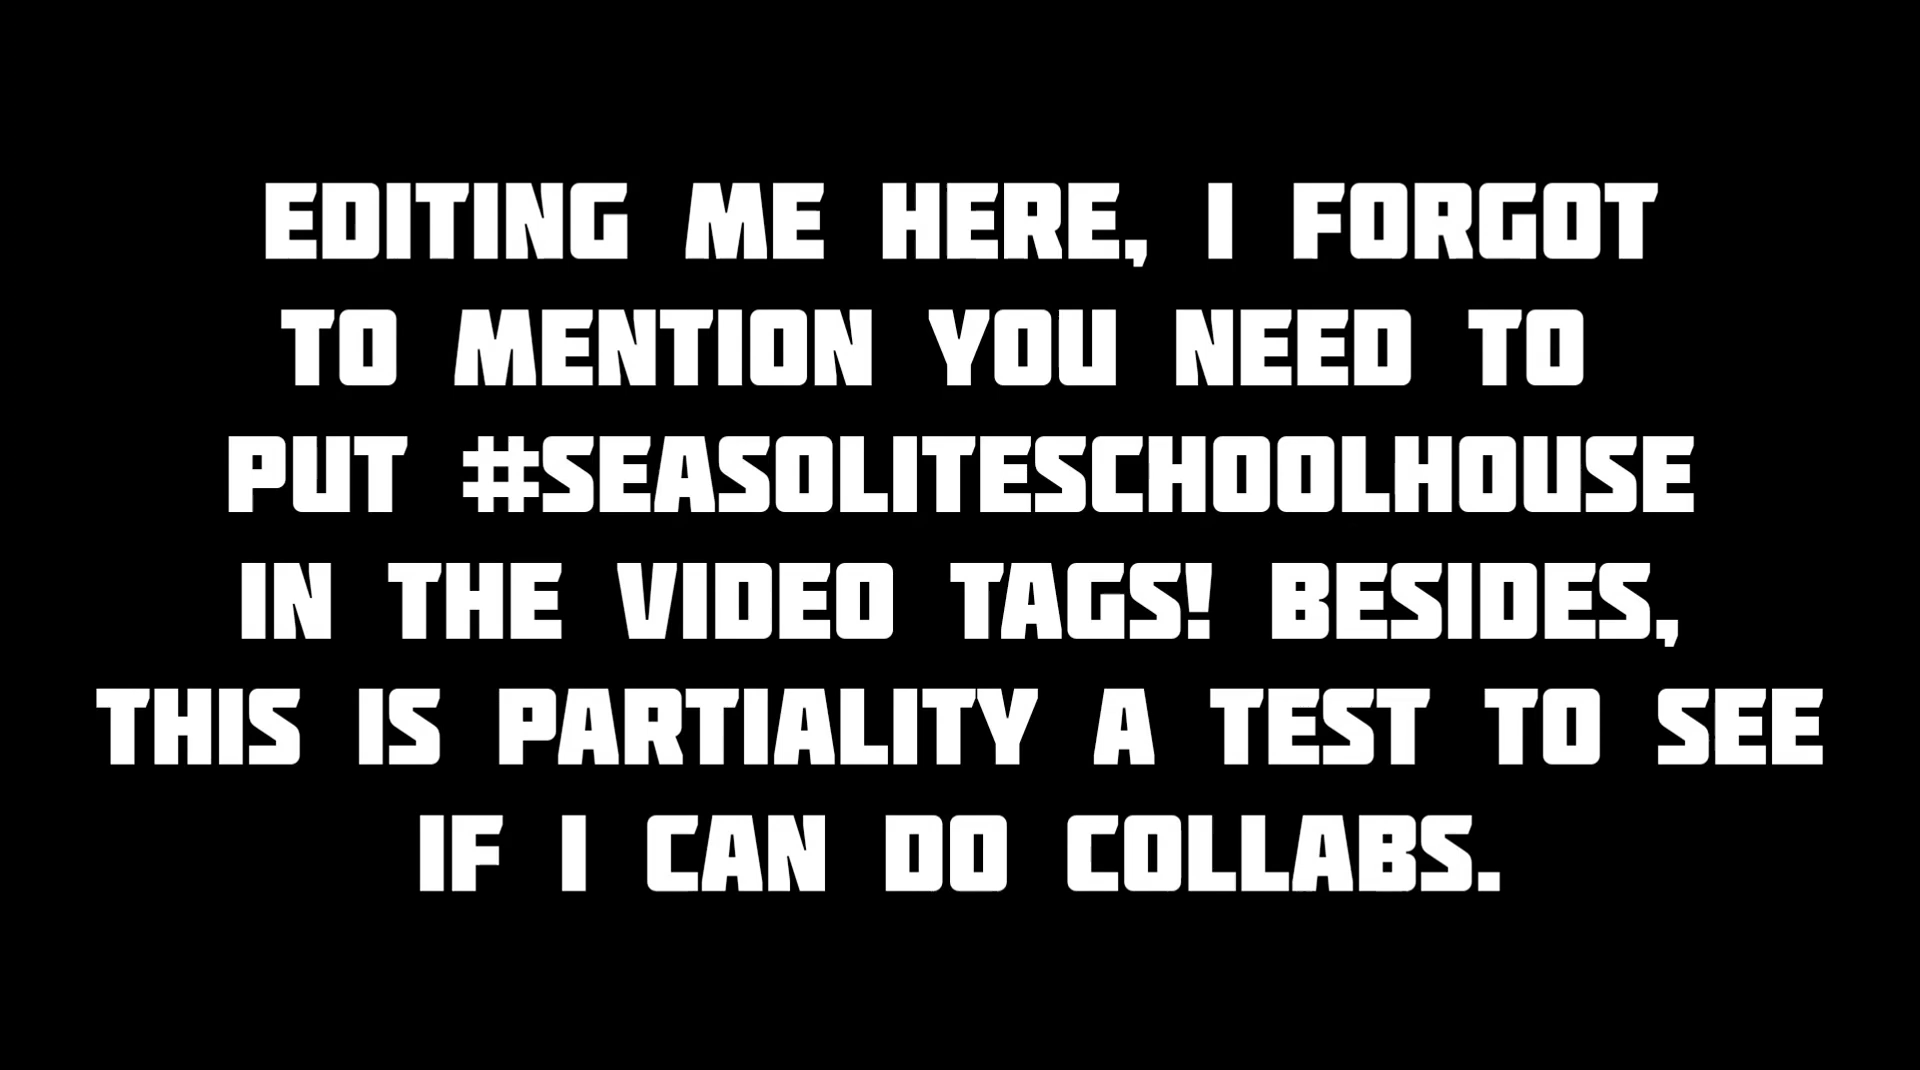 EDITING ME HERE, I FORGOT
TO MENTION YOU NEED TO
PUT #SEASOLITESCHOOLHOUSE
IN THE VIDEO TAGS! BESIDES,
THIS IS PARTIALITY A TEST TO SEE
IF I CAN DO COLLABS.